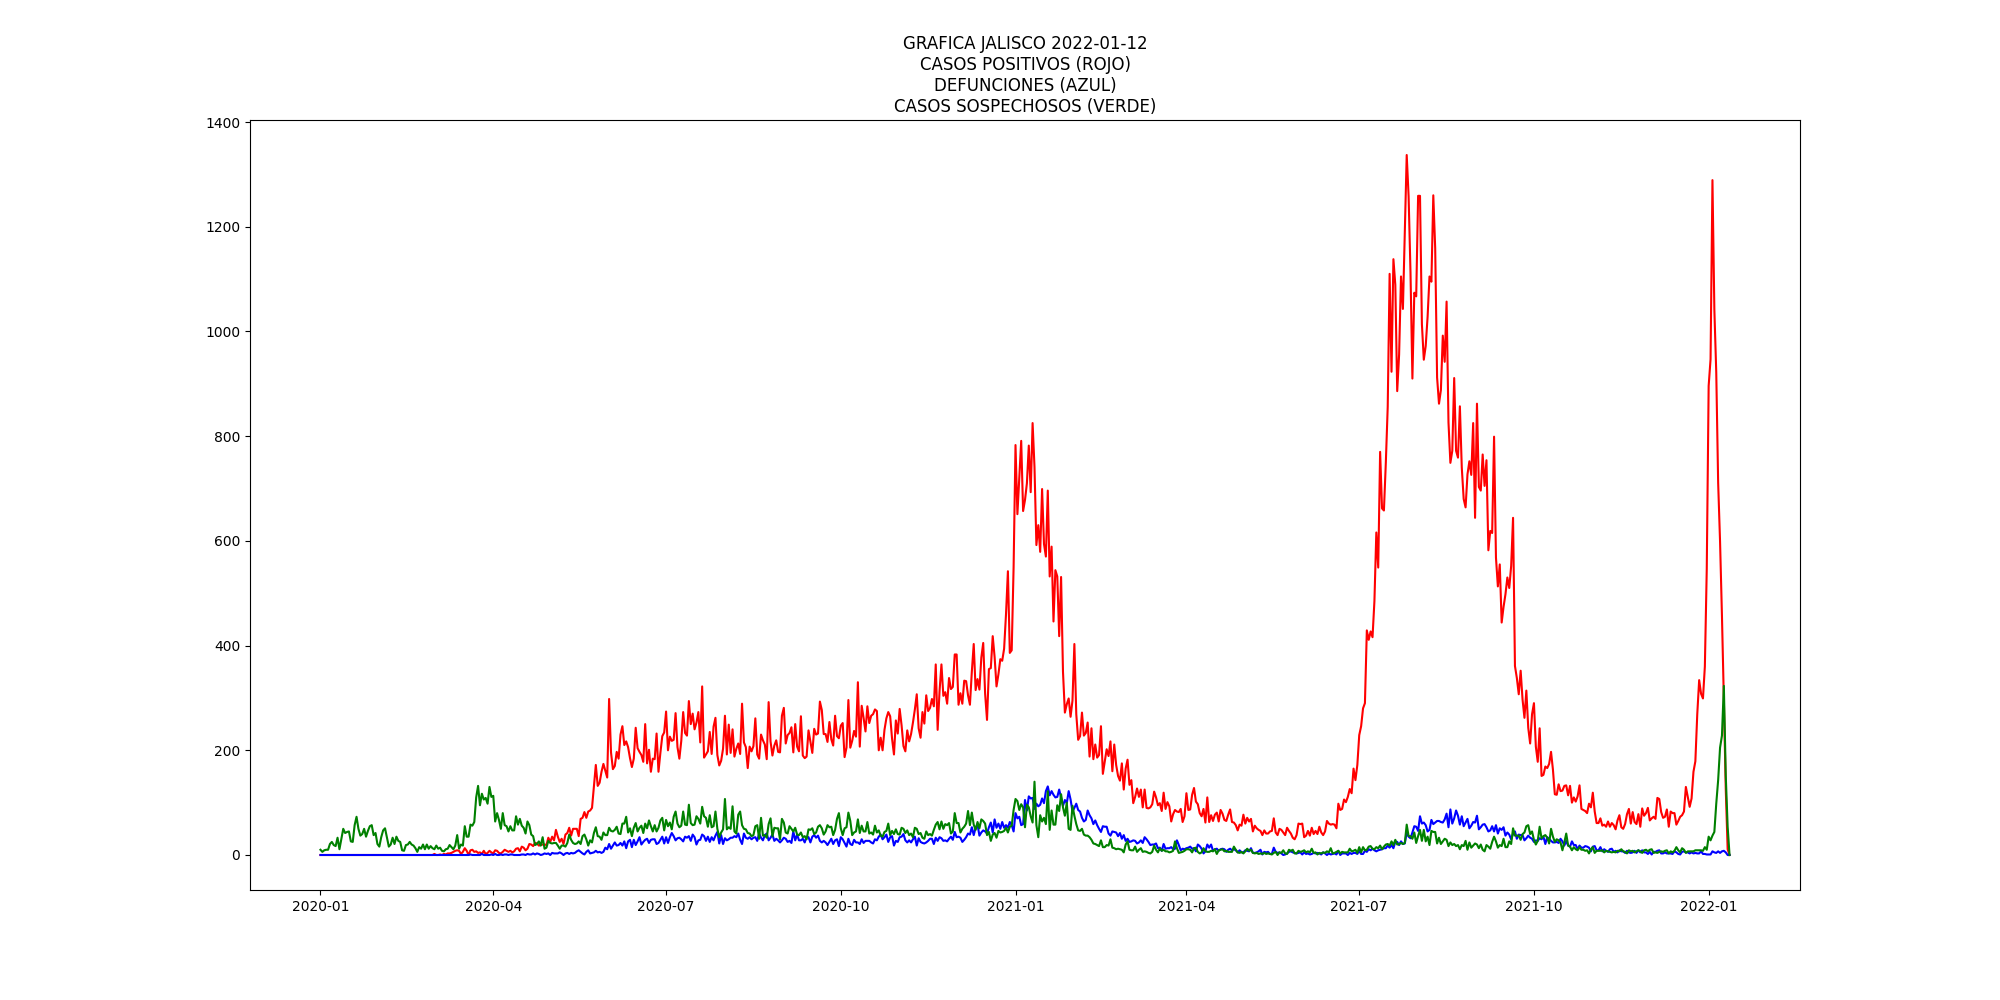 GRAFICA JALISCO 2022-01-12
CASOS POSITIVOS (ROJO)
DEFUNCIONES (AZUL)
CASOS SOSPECHOSOS (VERDE)
1400
1200
1000
800
600
400
200
0
2020-01 2020-04 2020-07 2020-10 2021-01 2021-04 2021-07 2021-10 2022-01